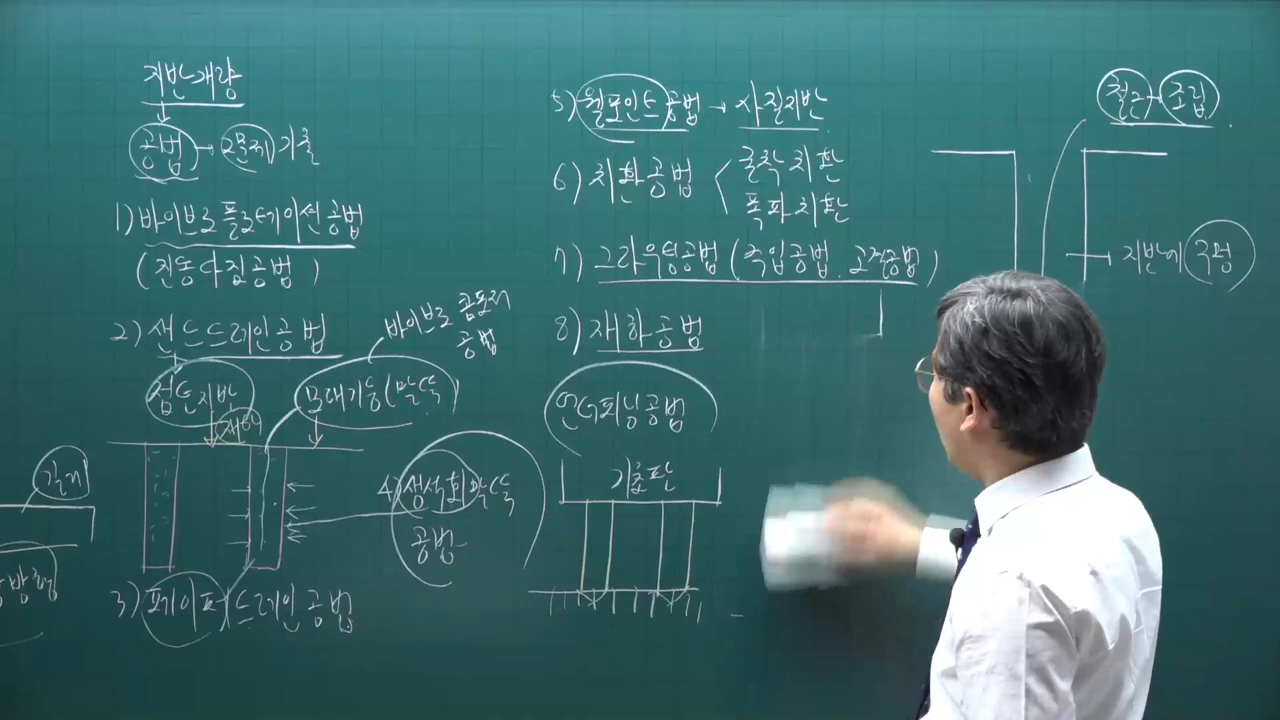 지반개량
공법 → 2문제 기출
1) 바이브로플로테이션공법
(진동다짐공법)
2) 샌드드레인공법
바이브로 콤포저
공법
점토지반
모래기둥(말뚝)
재하
4) 생석회말뚝
공법
3) 페이퍼드레인공법
5) 웰포인트공법 → 사질지반
6) 치환공법
굴착치환
폭파치환
7) 그라우팅공법 (주입공법.
8) 재하공법
언더피닝공법
기초판
철근 조립
지반에 구멍